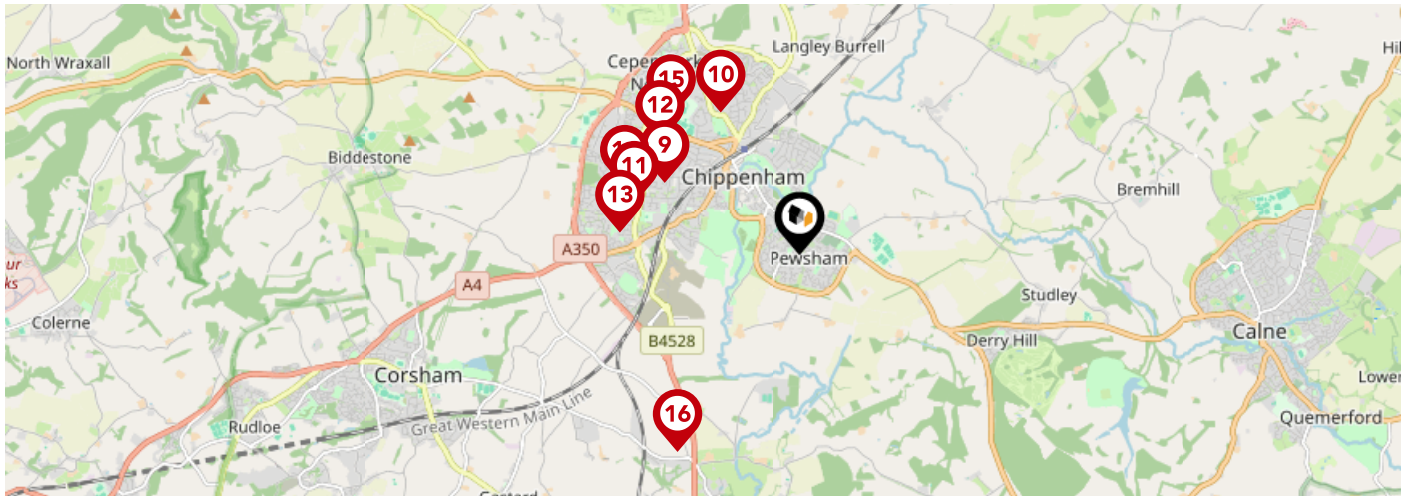 Langley Burrell
North Wraxall
15
10
12
9
11
13
Biddestone
Chippenham
Bremhill
Pewsham
A350
A4
Studley
Colerne
Calne
B4528
Derry Hill
Corsham
Great Western Main Line
16
Quemerford
Rudloe